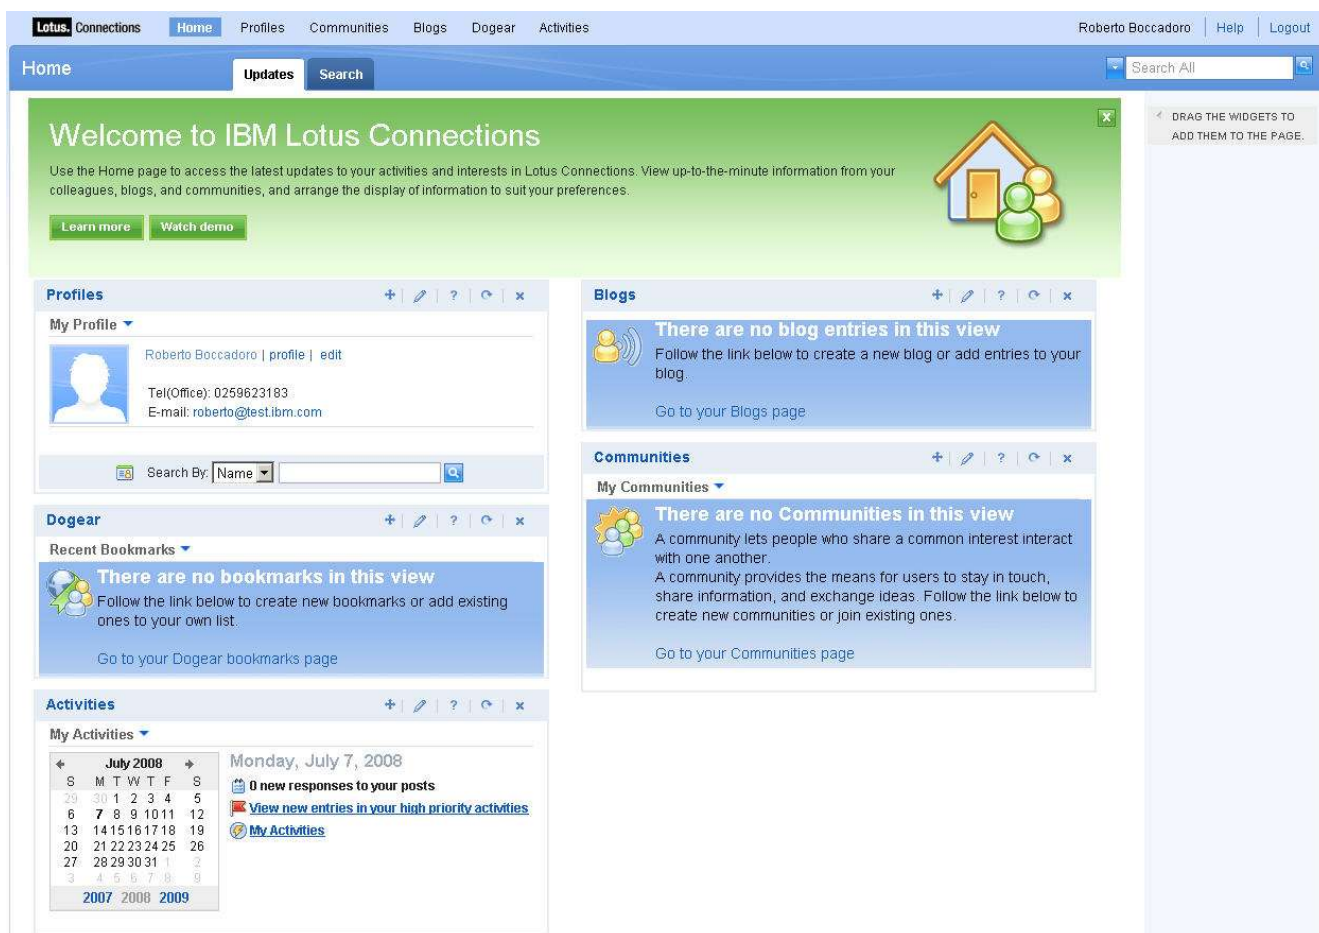 Lotus. Connections Home Profiles Communities Blogs Dogear Activities Roberto Boccadoro Help Logout
Home Updates Search Search All
Welcome to IBM Lotus Connections
Use the Home page to access the latest updates to your activities and interests in Lotus Connections. View up-to-the-minute information from your
colleagues, blogs, and communities, and arrange the display of information to suit your preferences.
Learn more Watch demo
DRAG THE WIDGETS TO
ADD THEM TO THE PAGE.
Profiles
My Profile
Roberto Boccadoro | profile | edit
Tel(Office): 0259623183
E-mail: roberto@test.ibm.com
Search By: Name
Dogear
Recent Bookmarks
There are no bookmarks in this view
Follow the link below to create new bookmarks or add existing
ones to your own list.
Go to your Dogear bookmarks page
Activities
My Activities
July 2008
S M T W T F S
29 30 1 2 3 4 5
6 7 8 9 10 11 12
13 14 15 16 17 18 19
20 21 22 23 24 25 26
27 28 29 30 31 1 2
3 4 5 6 7 8 9
2007 2008 2009
Monday, July 7, 2008
0 new responses to your posts
View new entries in your high priority activities
My Activities
Blogs
There are no blog entries in this view
Follow the link below to create a new blog or add entries to your
blog.
Go to your Blogs page
Communities
My Communities
There are no Communities in this view
A community lets people who share a common interest interact
with one another.
A community provides the means for users to stay in touch,
share information, and exchange ideas. Follow the link below to
create new communities or join existing ones.
Go to your Communities page